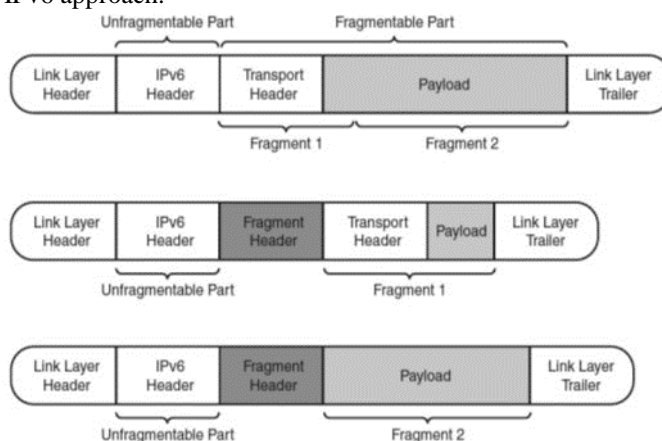 IPv6 approach.
Unfragmentable Part Fragmentable Part
Link Layer Header IPv6 Header Transport Header Payload Link Layer Trailer
Fragment 1 Fragment 2
Link Layer Header IPv6 Header Fragment Header Transport Header Payload Link Layer Trailer
Unfragmentable Part Fragment 1
Link Layer Header IPv6 Header Fragment Header Payload Link Layer Trailer
Unfragmentable Part Fragment 2